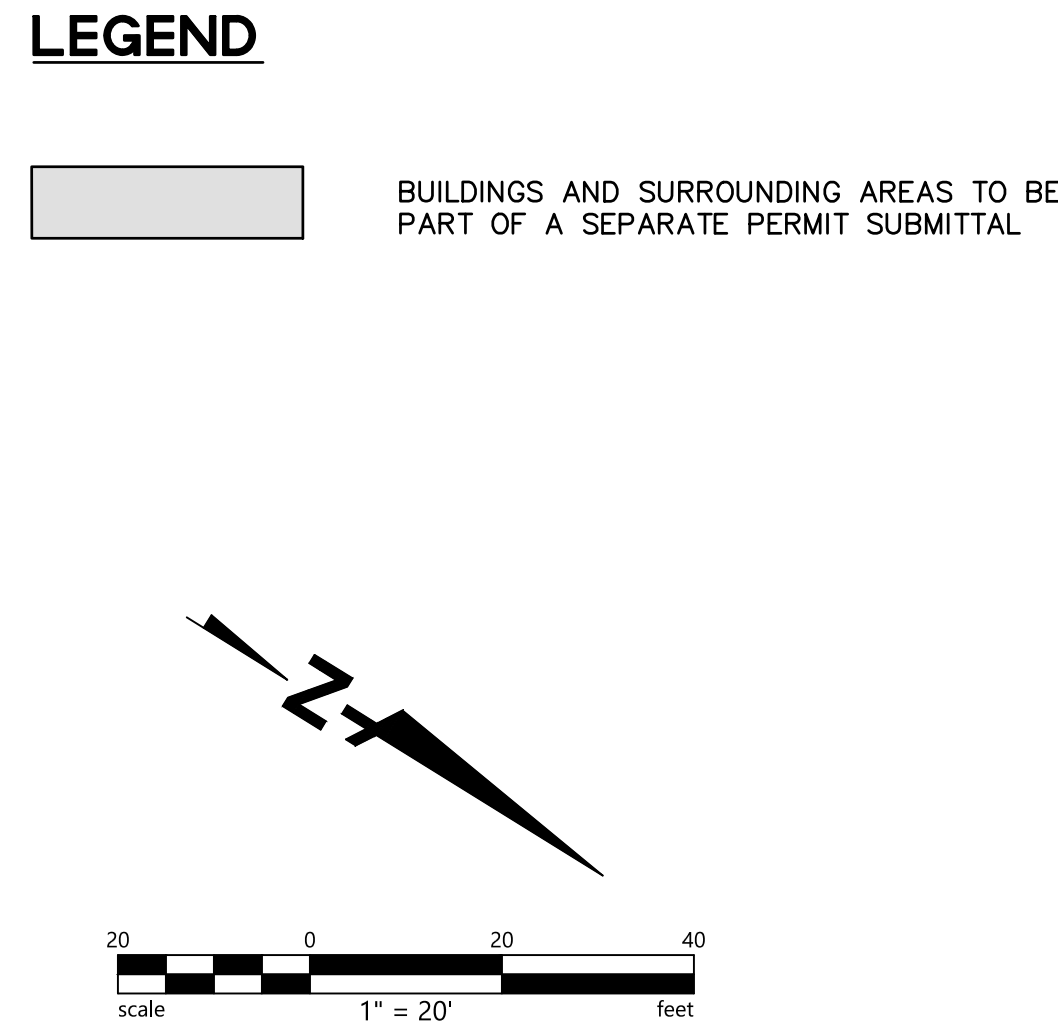 LEGEND
BUILDINGS AND SURROUNDING AREAS TO BE
PART OF A SEPARATE PERMIT SUBMITTAL
N
20 0 20 40
scale 1" = 20' feet